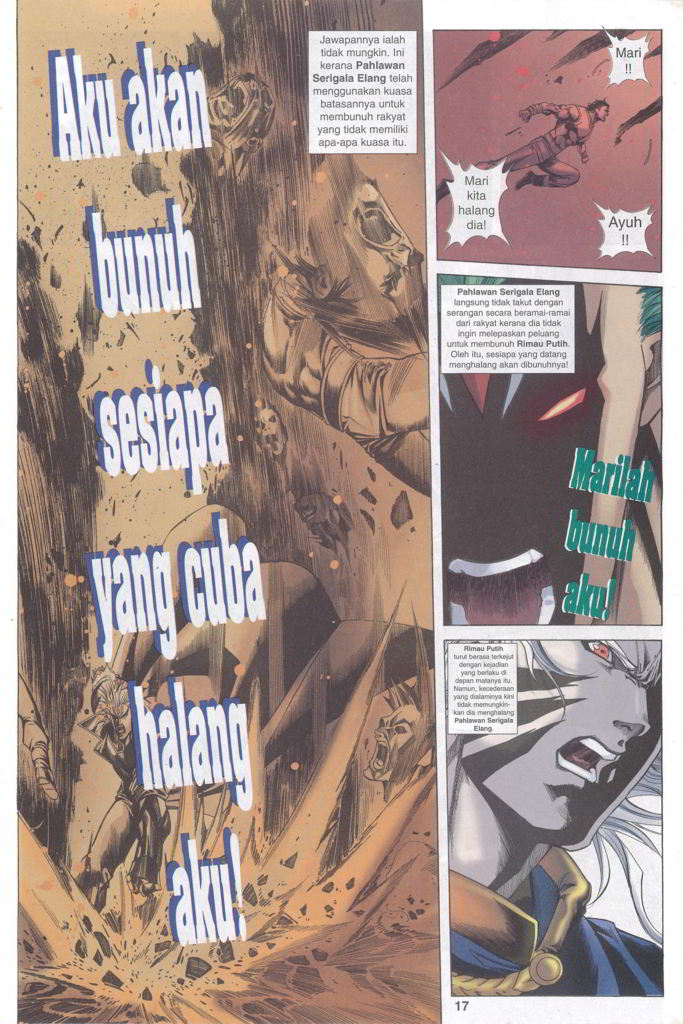 Aku akan
bunuh
sesiapa
yang cuba
halang
aku!
Jawapannya ialah
tidak mungkin. Ini
kerana Pahlawan
Serigala Elang telah
menggunakan kuasa
batasannya untuk
membunuh rakyat
yang tidak memiliki
apa-apa kuasa itu.
Mari
!!
Mari
kita
halang
dia!
Ayuh
!!
Pahlawan Serigala Elang
langsung tidak takut dengan
serangan secara beramai-ramai
dari rakyat kerana dia tidak
ingin melepaskan peluang
untuk membunuh Rimau Putih.
Oleh itu, sesiapa yang datang
menghalang akan dibunuhnya!
Marilah
bunuh
aku!
Rimau Putih
turut berasa terkejut
dengan kejadian
yang berlaku di
depan matanya itu.
Namun, kecederaan
yang dialaminya kini
tidak memungkin-
kan dia menghalang
Pahlawan Serigala
Elang.
17